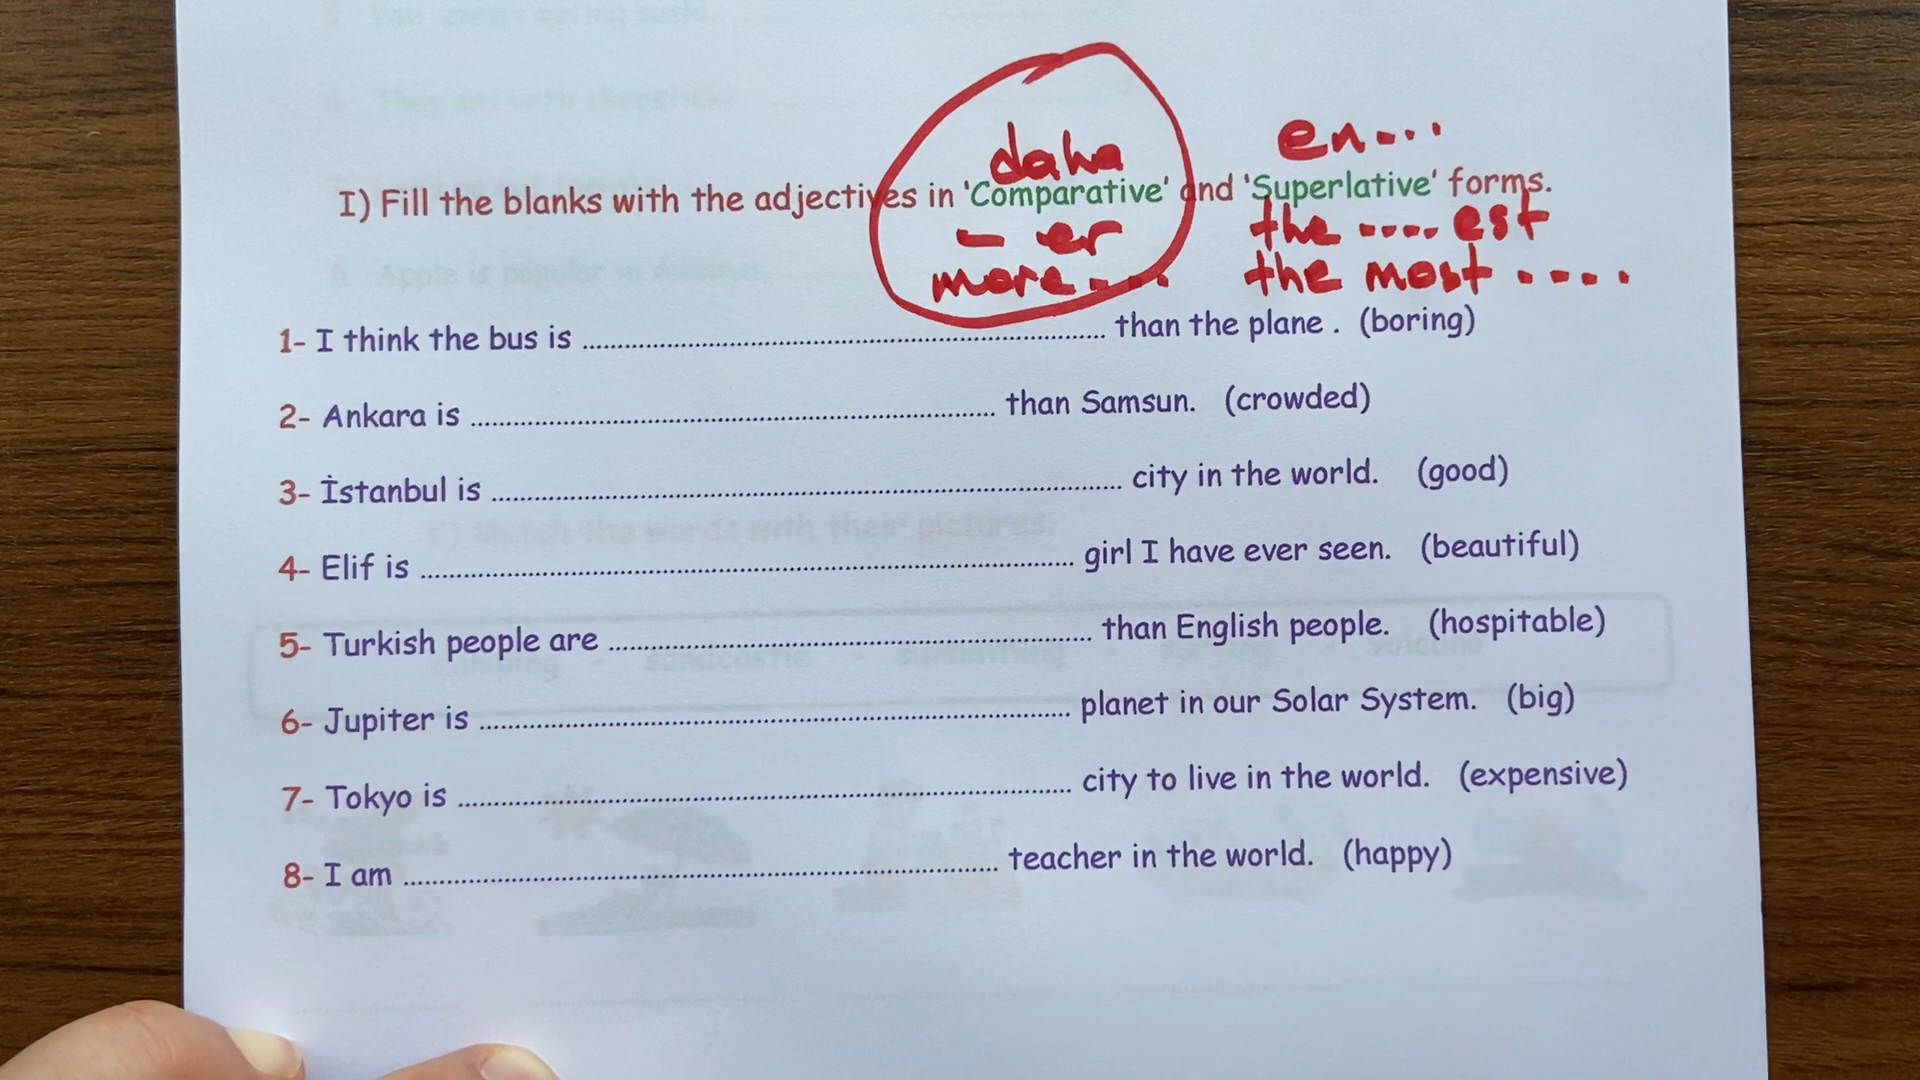 daha en...
I) Fill the blanks with the adjectives in 'Comparative' and 'Superlative' forms.
- er the .... est
more.... the most ....
1- I think the bus is ........................ than the plane . (boring)
2- Ankara is ........................ than Samsun. (crowded)
3- İstanbul is ........................ city in the world. (good)
4- Elif is ........................ girl I have ever seen. (beautiful)
5- Turkish people are ........................ than English people. (hospitable)
6- Jupiter is ........................ planet in our Solar System. (big)
7- Tokyo is ........................ city to live in the world. (expensive)
8- I am ........................ teacher in the world. (happy)